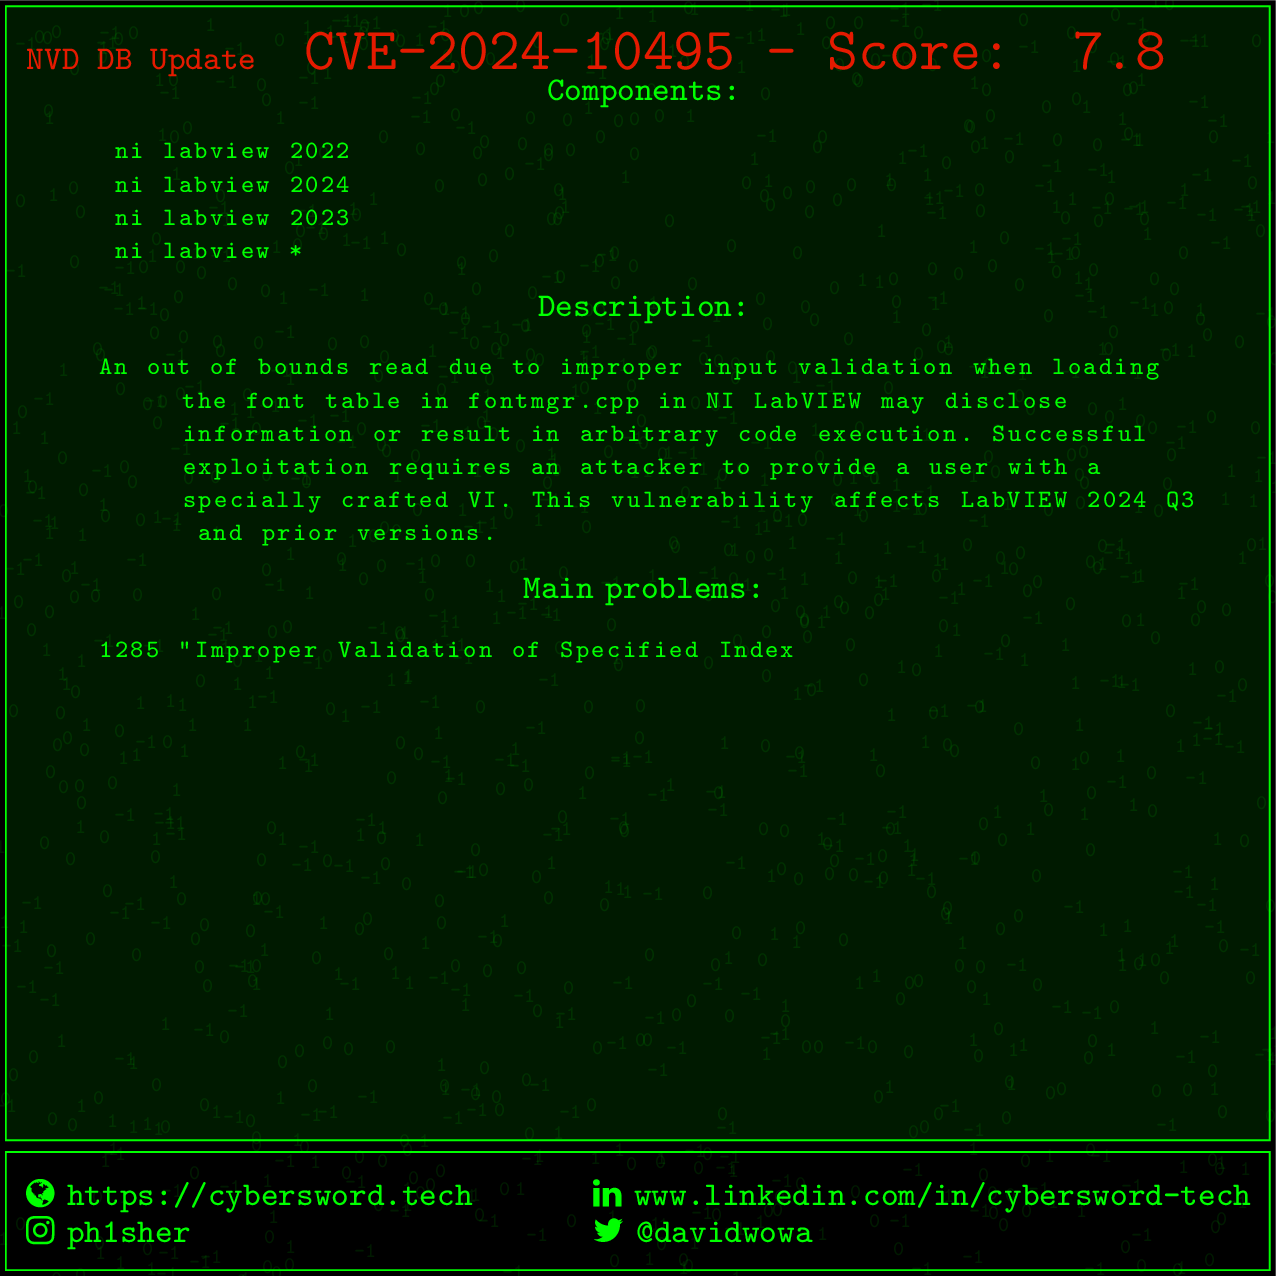 NVD DB Update CVE-2024-10495 - Score: 7.8
Components:
ni labview 2022
ni labview 2024
ni labview 2023
ni labview *
Description:
An out of bounds read due to improper input validation when loading
the font table in fontmgr.cpp in NI LabVIEW may disclose
information or result in arbitrary code execution. Successful
exploitation requires an attacker to provide a user with a
specially crafted VI. This vulnerability affects LabVIEW 2024 Q3
and prior versions.
Main problems:
1285 "Improper Validation of Specified Index
https://cybersword.tech
www.linkedin.com/in/cybersword-tech
ph1sher
@davidwowa